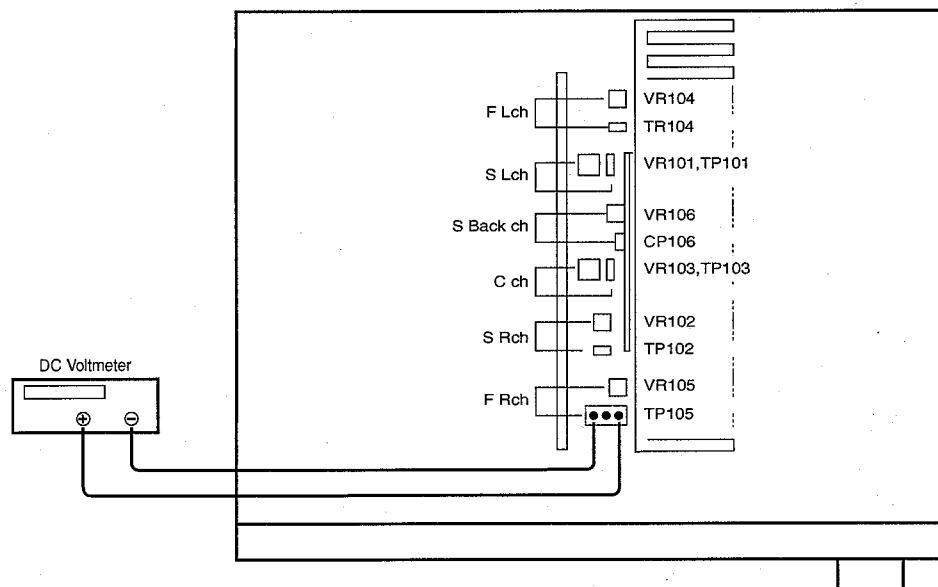 F Lch
VR104
TR104
S Lch
VR101,TP101
S Back ch
VR106
CP106
C ch
VR103,TP103
S Rch
VR102
TP102
F Rch
VR105
TP105
DC Voltmeter
+ −